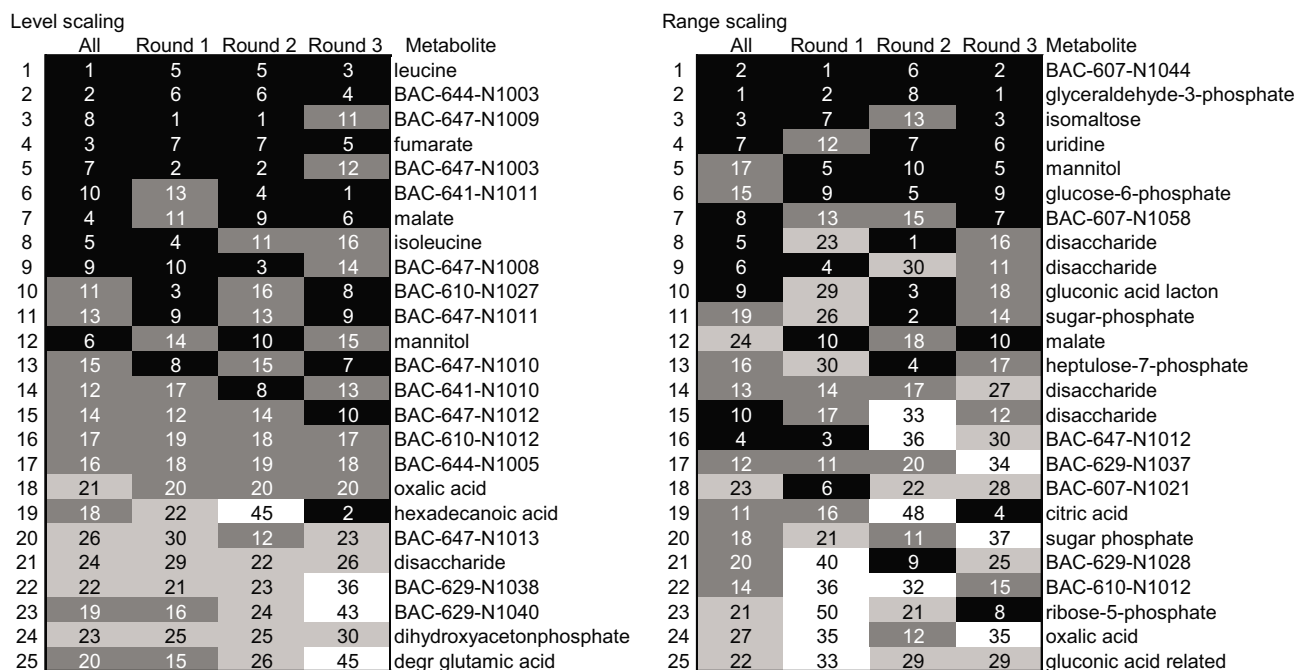 Level scaling
All Round 1 Round 2 Round 3 Metabolite
1 1 5 5 3 leucine
2 2 6 6 4 BAC-644-N1003
3 8 1 1 11 BAC-647-N1009
4 3 7 7 5 fumarate
5 7 2 2 12 BAC-647-N1003
6 10 13 4 1 BAC-641-N1011
7 4 11 9 6 malate
8 5 4 11 16 isoleucine
9 9 10 3 14 BAC-647-N1008
10 11 3 16 8 BAC-610-N1027
11 13 9 13 9 BAC-647-N1011
12 6 14 10 15 mannitol
13 15 8 15 7 BAC-647-N1010
14 12 17 8 13 BAC-641-N1010
15 14 12 14 10 BAC-647-N1012
16 17 19 18 17 BAC-610-N1012
17 16 18 19 18 BAC-644-N1005
18 21 20 20 20 oxalic acid
19 18 22 45 2 hexadecanoic acid
20 26 30 12 23 BAC-647-N1013
21 24 29 22 26 disaccharide
22 22 21 23 36 BAC-629-N1038
23 19 16 24 43 BAC-629-N1040
24 23 25 25 30 dihydroxyacetonphosphate
25 20 15 26 45 degr glutamic acid
Range scaling
All Round 1 Round 2 Round 3 Metabolite
1 2 1 6 2 BAC-607-N1044
2 1 2 8 1 glyceraldehyde-3-phosphate
3 3 7 13 3 isomaltose
4 7 12 7 6 uridine
5 17 5 10 5 mannitol
6 15 9 5 9 glucose-6-phosphate
7 8 13 15 7 BAC-607-N1058
8 5 23 1 16 disaccharide
9 6 4 30 11 disaccharide
10 9 29 3 18 gluconic acid lacton
11 19 26 2 14 sugar-phosphate
12 24 10 18 10 malate
13 16 30 4 17 heptulose-7-phosphate
14 13 14 17 27 disaccharide
15 10 17 33 12 disaccharide
16 4 3 36 30 BAC-647-N1012
17 12 11 20 34 BAC-629-N1037
18 23 6 22 28 BAC-607-N1021
19 11 16 48 4 citric acid
20 18 21 11 37 sugar phosphate
21 20 40 9 25 BAC-629-N1028
22 14 36 32 15 BAC-610-N1012
23 21 50 21 8 ribose-5-phosphate
24 27 35 12 35 oxalic acid
25 22 33 29 29 gluconic acid related